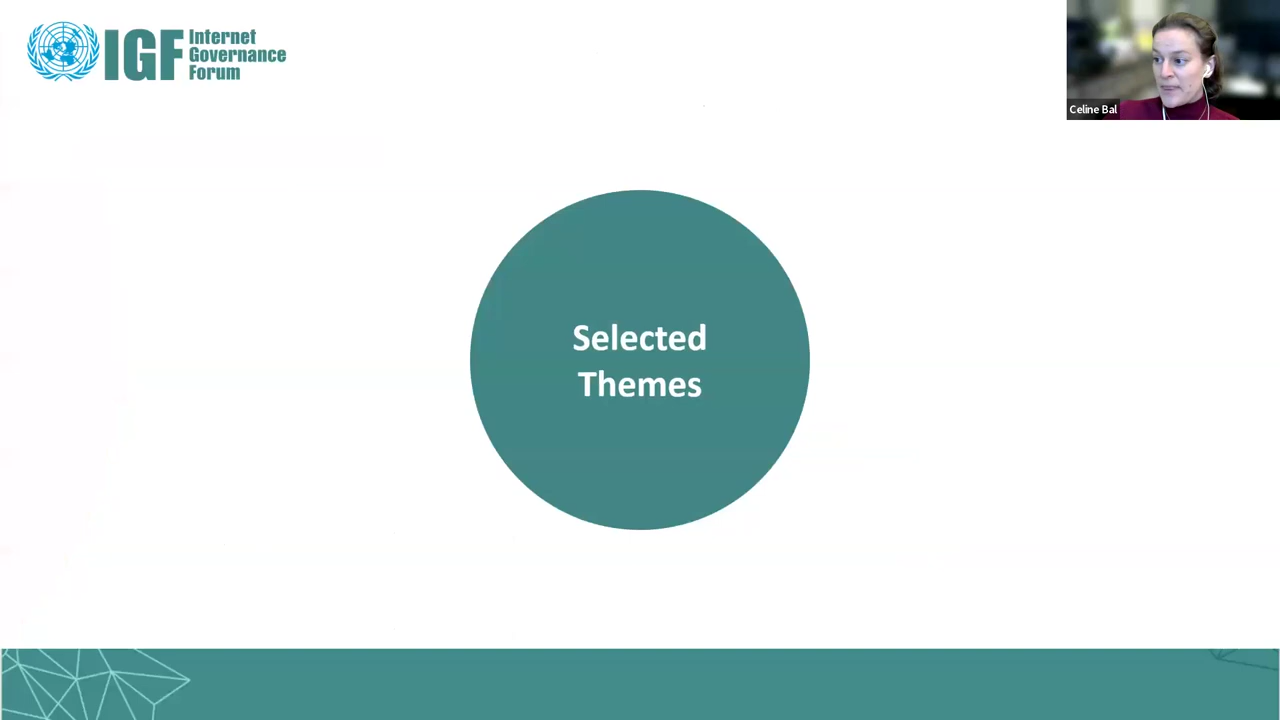 IGF
Internet
Governance
Forum
Celine Bal
Selected
Themes